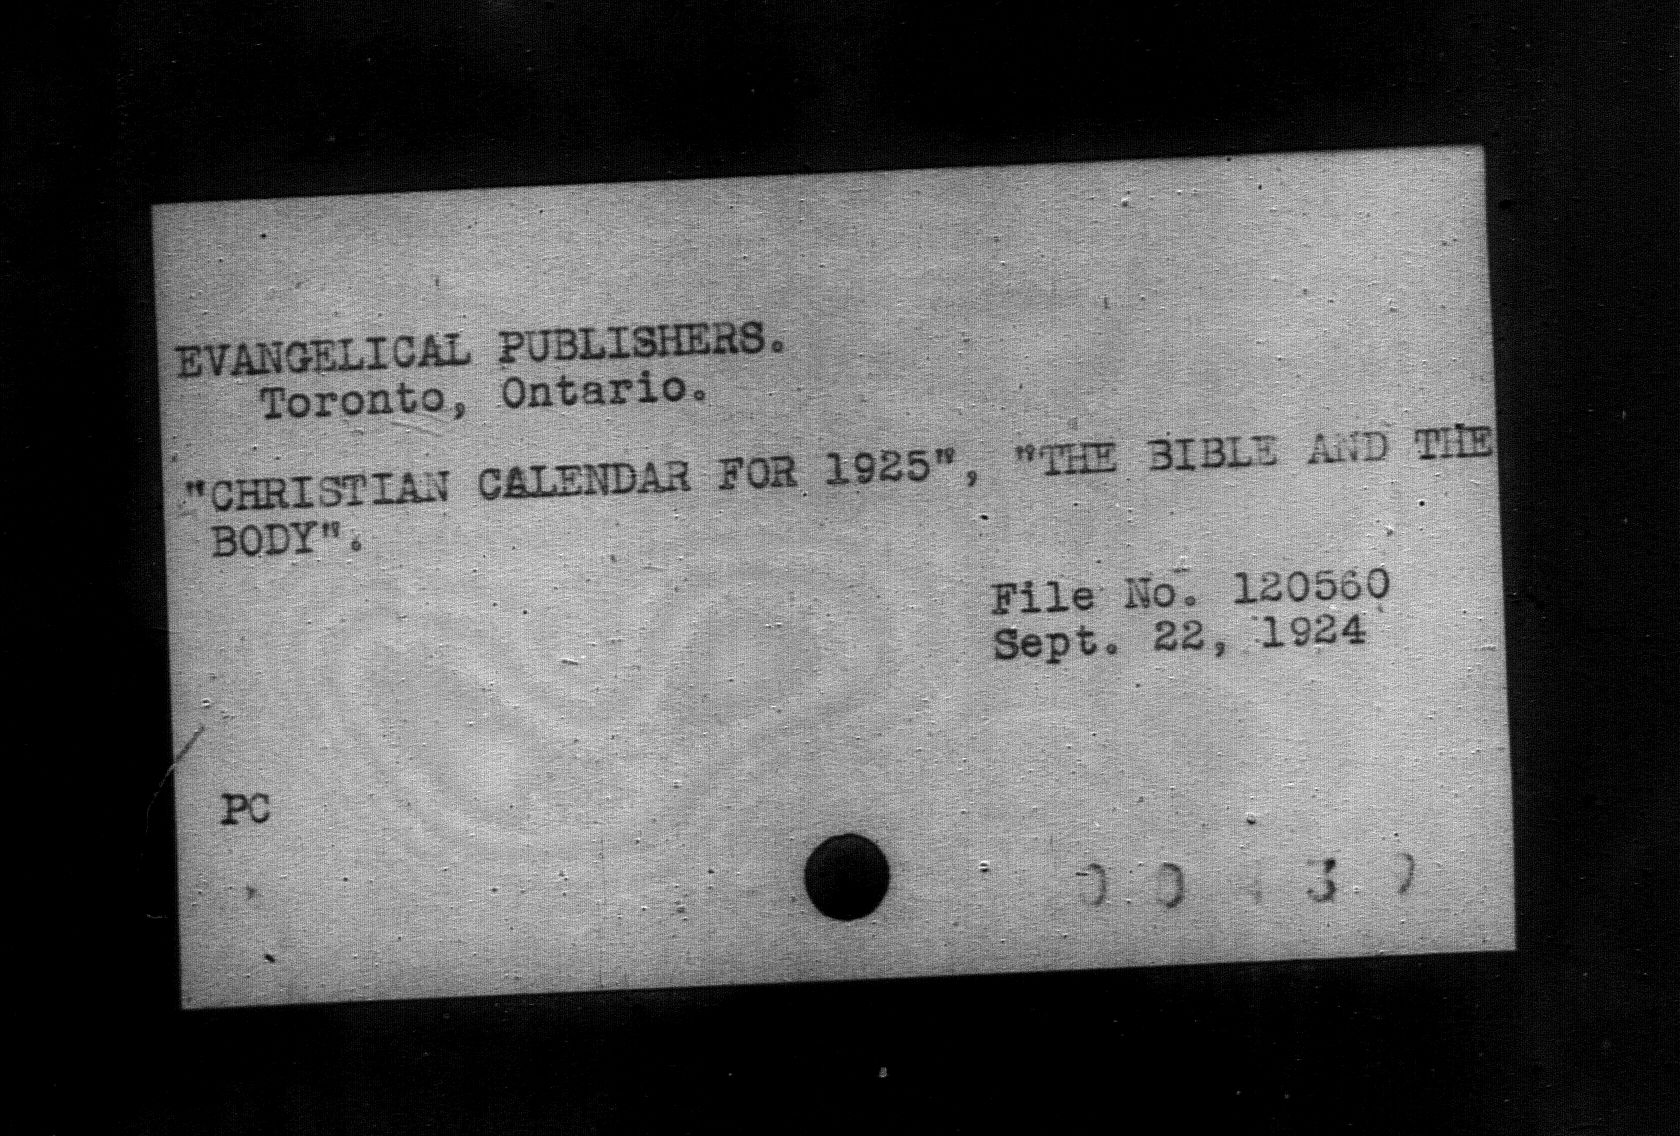 EVANGELICAL PUBLISHERS.
Toronto, Ontario.
"CHRISTIAN CALENDAR FOR 1925", "THE BIBLE AND THE
BODY".
File No. 120560
Sept. 22, 1924
PC